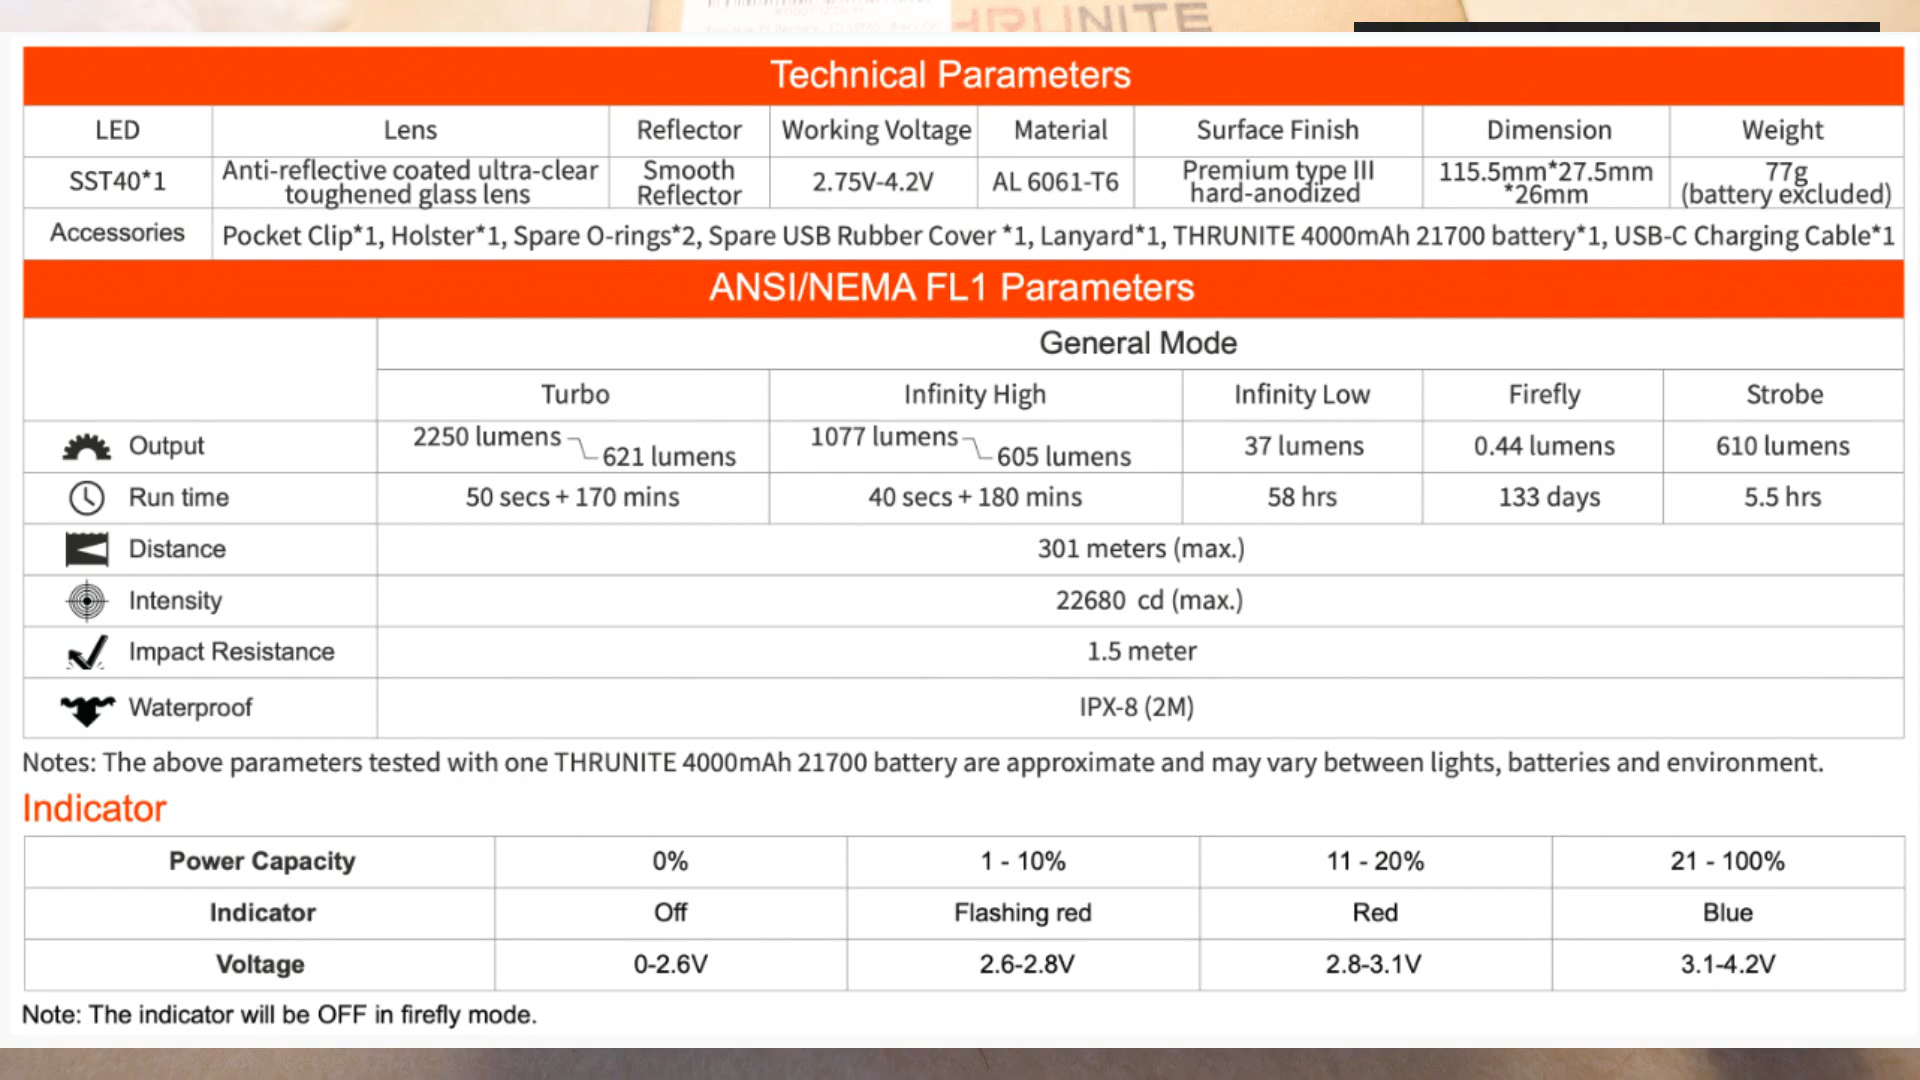 THRUNITE
Technical Parameters
LED Lens Reflector Working Voltage Material Surface Finish Dimension Weight
SST40*1 Anti-reflective coated ultra-clear toughened glass lens Smooth Reflector 2.75V-4.2V AL 6061-T6 Premium type III hard-anodized 115.5mm*27.5mm *26mm 77g (battery excluded)
Accessories Pocket Clip*1, Holster*1, Spare O-rings*2, Spare USB Rubber Cover *1, Lanyard*1, THRUNITE 4000mAh 21700 battery*1, USB-C Charging Cable*1
ANSI/NEMA FL1 Parameters
General Mode
Turbo Infinity High Infinity Low Firefly Strobe
Output 2250 lumens 621 lumens 1077 lumens 605 lumens 37 lumens 0.44 lumens 610 lumens
Run time 50 secs + 170 mins 40 secs + 180 mins 58 hrs 133 days 5.5 hrs
Distance 301 meters (max.)
Intensity 22680 cd (max.)
Impact Resistance 1.5 meter
Waterproof IPX-8 (2M)
Notes: The above parameters tested with one THRUNITE 4000mAh 21700 battery are approximate and may vary between lights, batteries and environment.
Indicator
Power Capacity 0% 1 - 10% 11 - 20% 21 - 100%
Indicator Off Flashing red Red Blue
Voltage 0-2.6V 2.6-2.8V 2.8-3.1V 3.1-4.2V
Note: The indicator will be OFF in firefly mode.